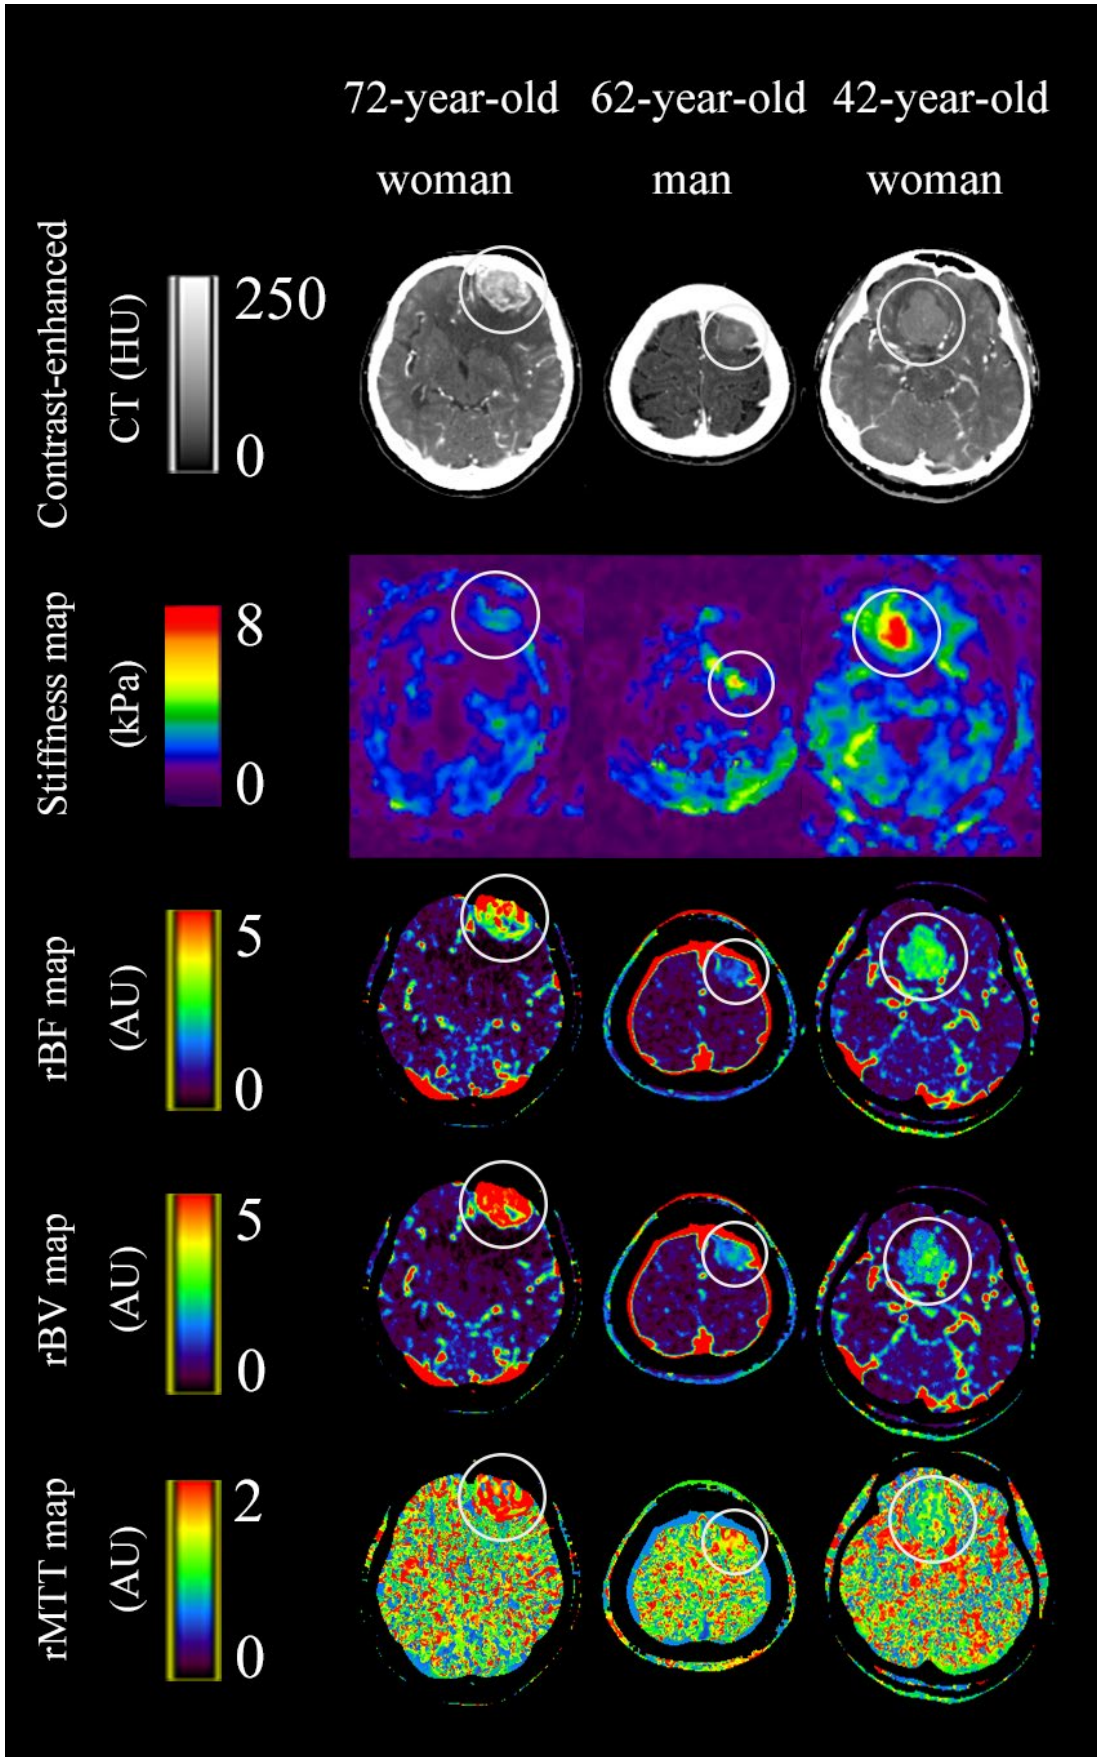 72-year-old 62-year-old 42-year-old
woman man woman
Contrast-enhanced
CT (HU)
250
0
Stiffness map
(kPa)
8
0
rBF map
(AU)
5
0
rBV map
(AU)
5
0
rMTT map
(AU)
2
0